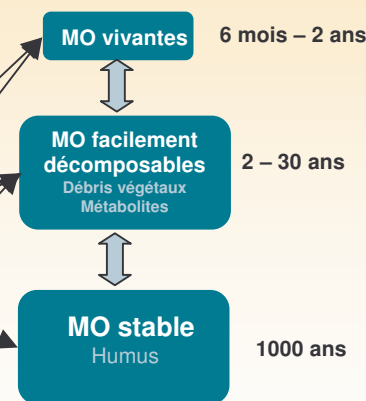 MO vivantes
6 mois – 2 ans
MO facilement
décomposables
Débris végétaux
Métabolites
2 – 30 ans
MO stable
Humus
1000 ans